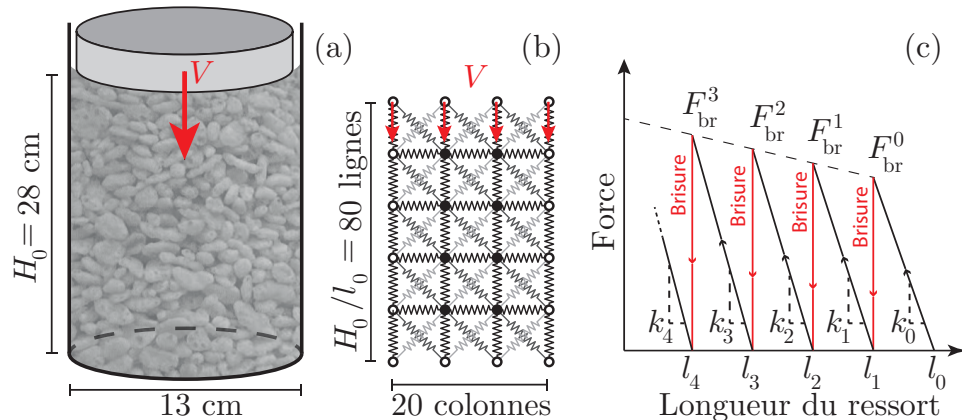 (a)
V
H₀ = 28 cm
13 cm
(b)
V
H₀/l₀ = 80 lignes
20 colonnes
(c)
Force
F³br F²br F¹br F⁰br
Brisure Brisure Brisure Brisure
k₄ k₃ k₂ k₁ k₀
l₄ l₃ l₂ l₁ l₀
Longueur du ressort